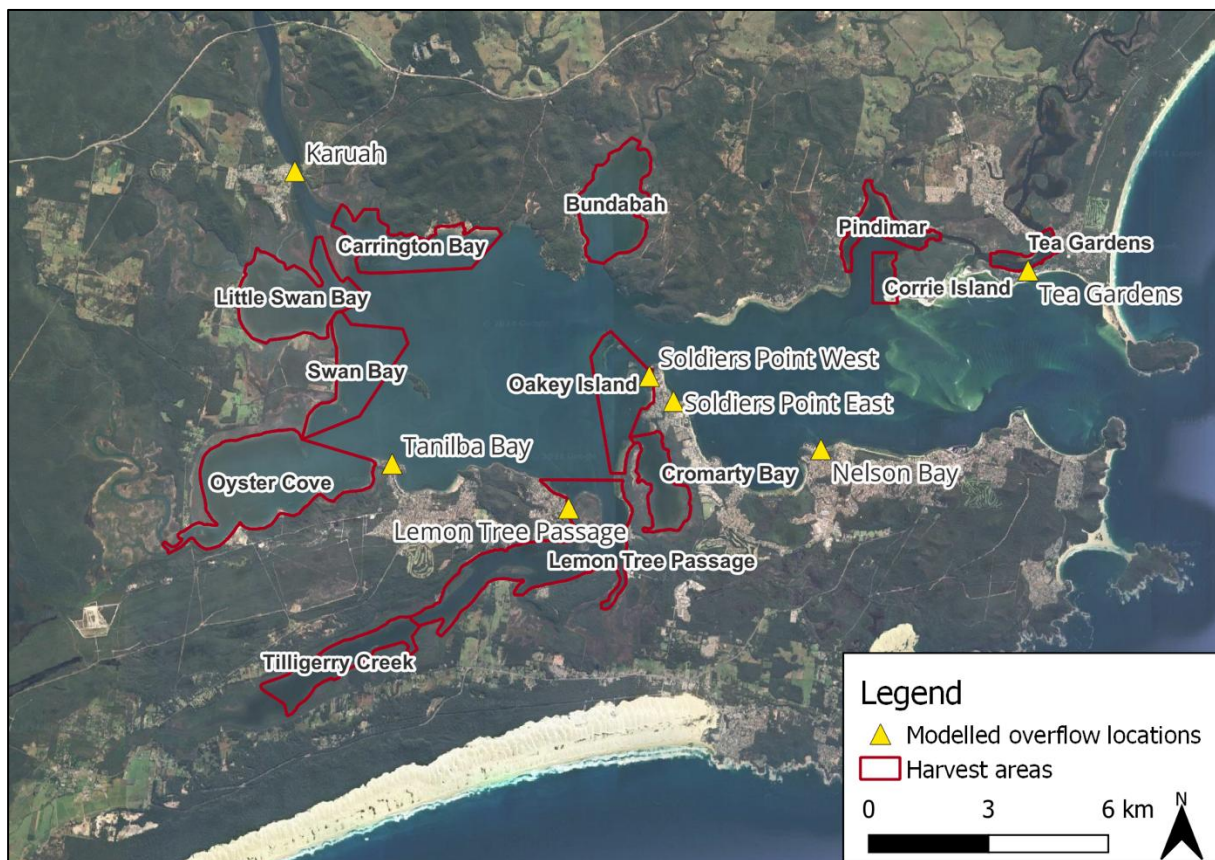 Karuah
Bundabah
Carrington Bay
Pindimar
Tea Gardens
Little Swan Bay
Corrie Island
Tea Gardens
Swan Bay
Soldiers Point West
Oakey Island
Soldiers Point East
Tanilba Bay
Cromarty Bay
Nelson Bay
Oyster Cove
Lemon Tree Passage
Lemon Tree Passage
Tilligerry Creek
Legend
Modelled overflow locations
Harvest areas
0 3 6 km
N